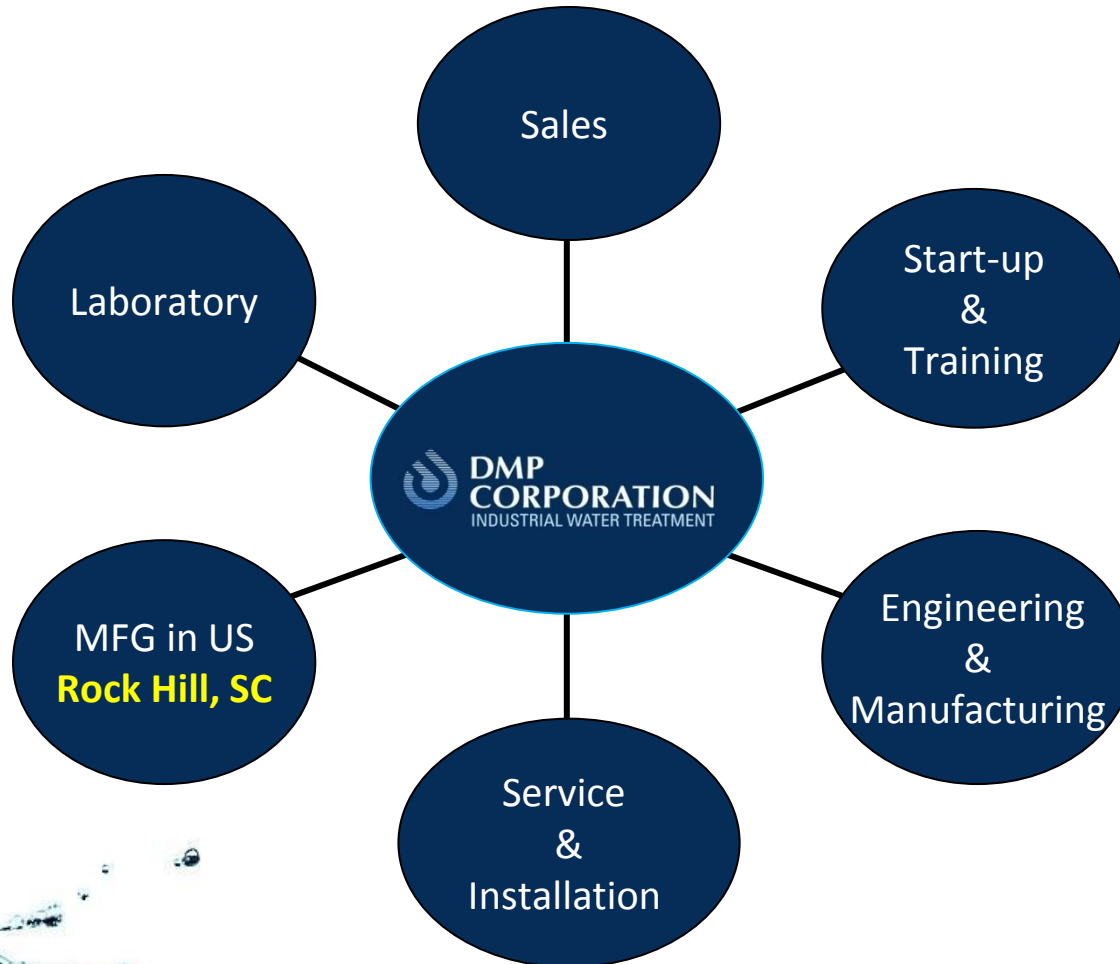 Sales
Laboratory
Start-up
&
Training
DMP
CORPORATION
INDUSTRIAL WATER TREATMENT
MFG in US
Rock Hill, SC
Engineering
&
Manufacturing
Service
&
Installation